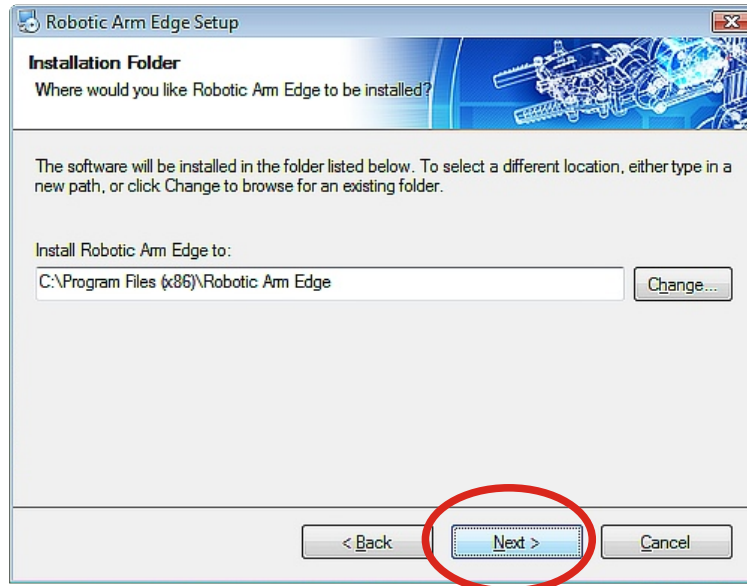 Robotic Arm Edge Setup
Installation Folder
Where would you like Robotic Arm Edge to be installed?
The software will be installed in the folder listed below. To select a different location, either type in a
new path, or click Change to browse for an existing folder.
Install Robotic Arm Edge to:
C:\Program Files (x86)\Robotic Arm Edge
Change...
< Back
Next >
Cancel